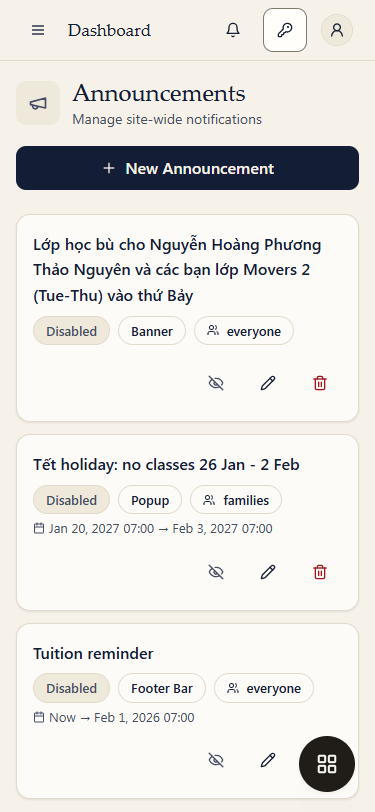 Dashboard
Announcements
Manage site-wide notifications
New Announcement
Lớp học bù cho Nguyễn Hoàng Phương
Thảo Nguyên và các bạn lớp Movers 2
(Tue-Thu) vào thứ Bảy
Disabled Banner everyone
Tết holiday: no classes 26 Jan - 2 Feb
Disabled Popup families
Jan 20, 2027 07:00 → Feb 3, 2027 07:00
Tuition reminder
Disabled Footer Bar everyone
Now → Feb 1, 2026 07:00